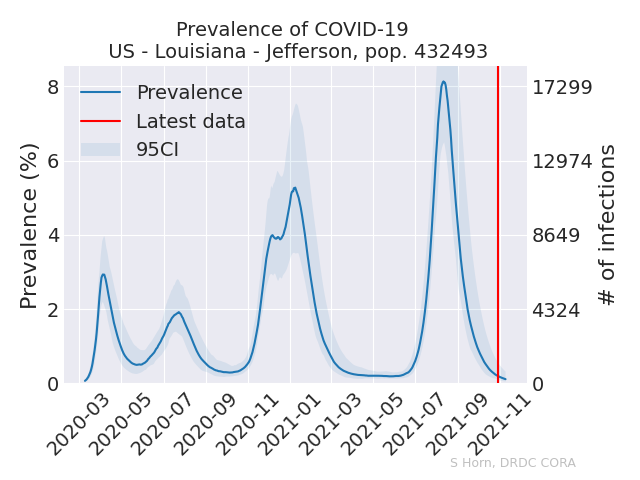 Prevalence of COVID-19
US - Louisiana - Jefferson, pop. 432493
Prevalence
Latest data
95CI
Prevalence (%)
8
6
4
2
0
17299
12974
8649
4324
0
# of infections
2020-03
2020-05
2020-07
2020-09
2020-11
2021-01
2021-03
2021-05
2021-07
2021-09
2021-11
S Horn, DRDC CORA